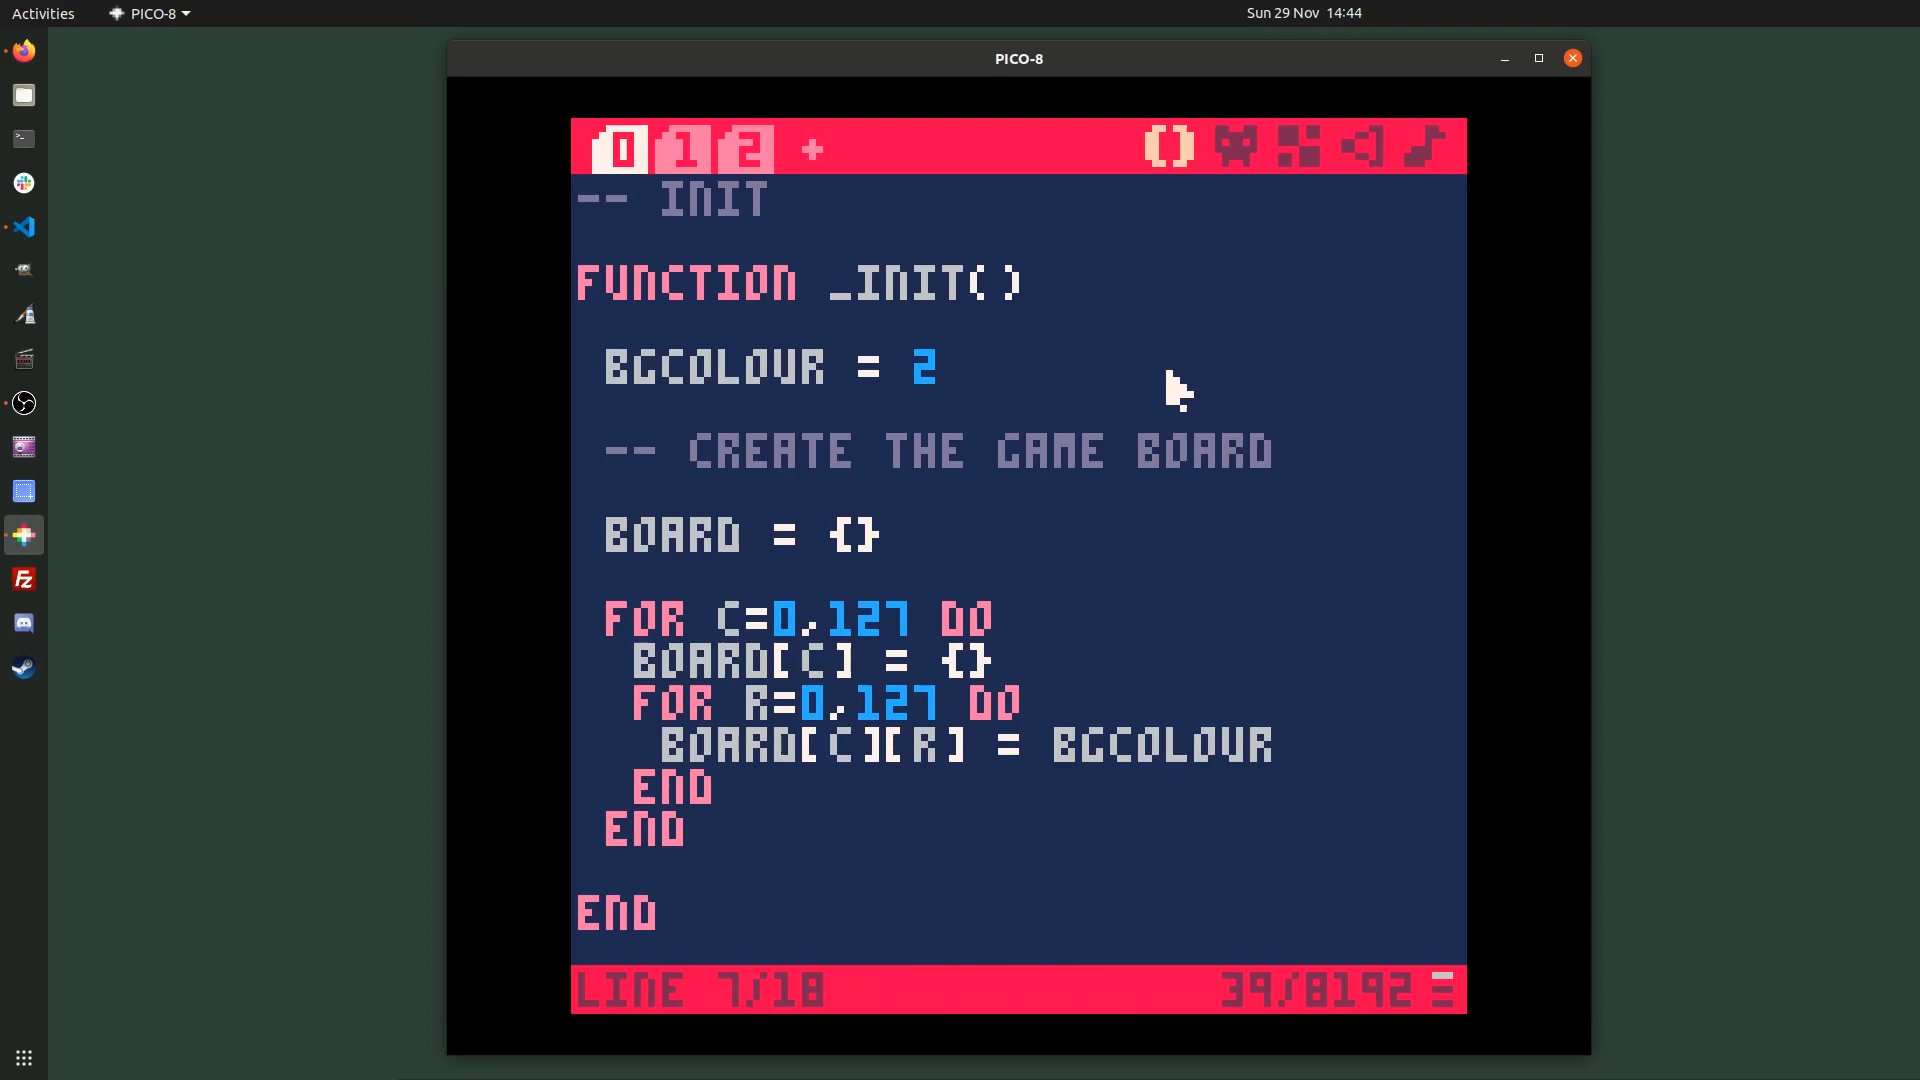 Activities
PICO-8
Sun 29 Nov 14:44
PICO-8
0 1 2 +
-- INIT
FUNCTION _INIT()
BGCOLOUR = 2
-- CREATE THE GAME BOARD
BOARD = {}
FOR C=0,127 DO
BOARD[C] = {}
FOR R=0,127 DO
BOARD[C][R] = BGCOLOUR
END
END
END
LINE 7/18
39/8192